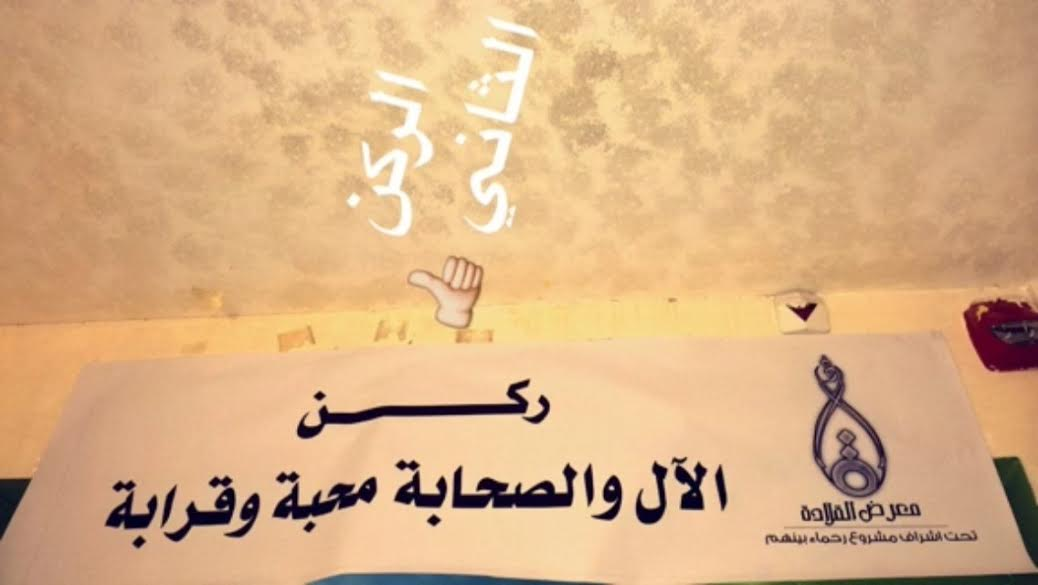 الركن
الثاني
ركن
الآل والصحابة محبة وقرابة
معرض القلادة
تحت اشراف مشروع رحماء بينهم